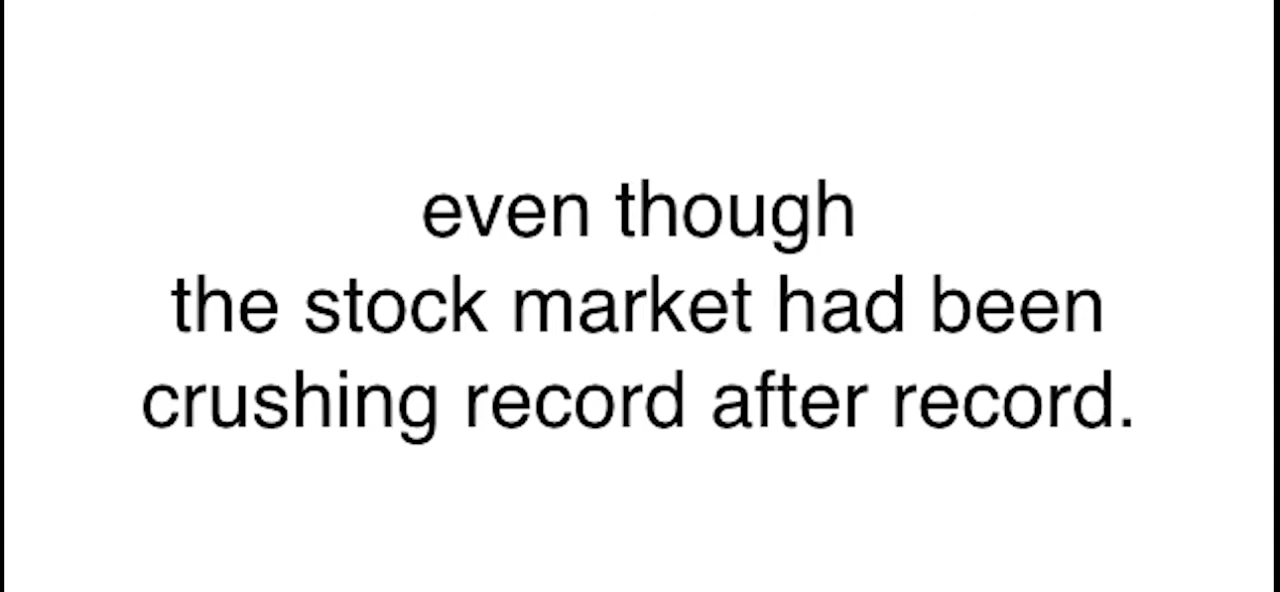 even though
the stock market had been
crushing record after record.